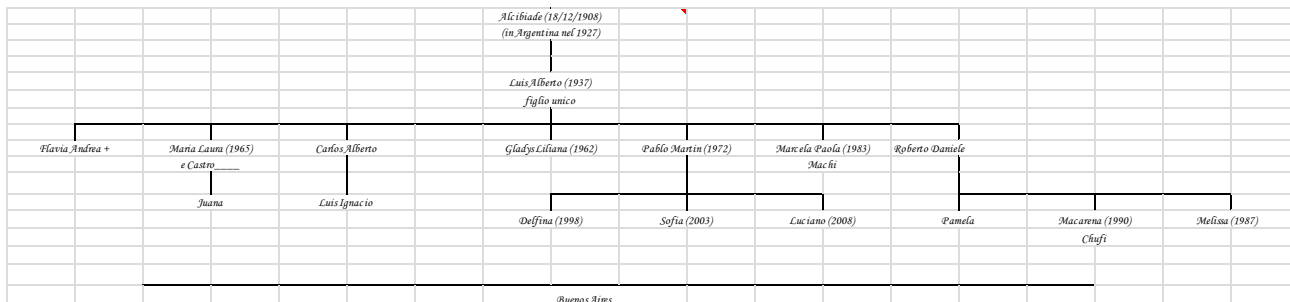 Alcibiade (18/12/1908)
(in Argentina nel 1927)
Luis Alberto (1937)
figlio unico
Flavia Andrea +
Maria Laura (1965)
e Castro____
Carlos Alberto
Gladys Liliana (1962)
Pablo Martin (1972)
Marcela Paola (1983)
Machi
Roberto Daniele
Juana
Luis Ignacio
Delfina (1998)
Sofia (2003)
Luciano (2008)
Pamela
Macarena (1990)
Chufi
Melissa (1987)
Buenos Aires